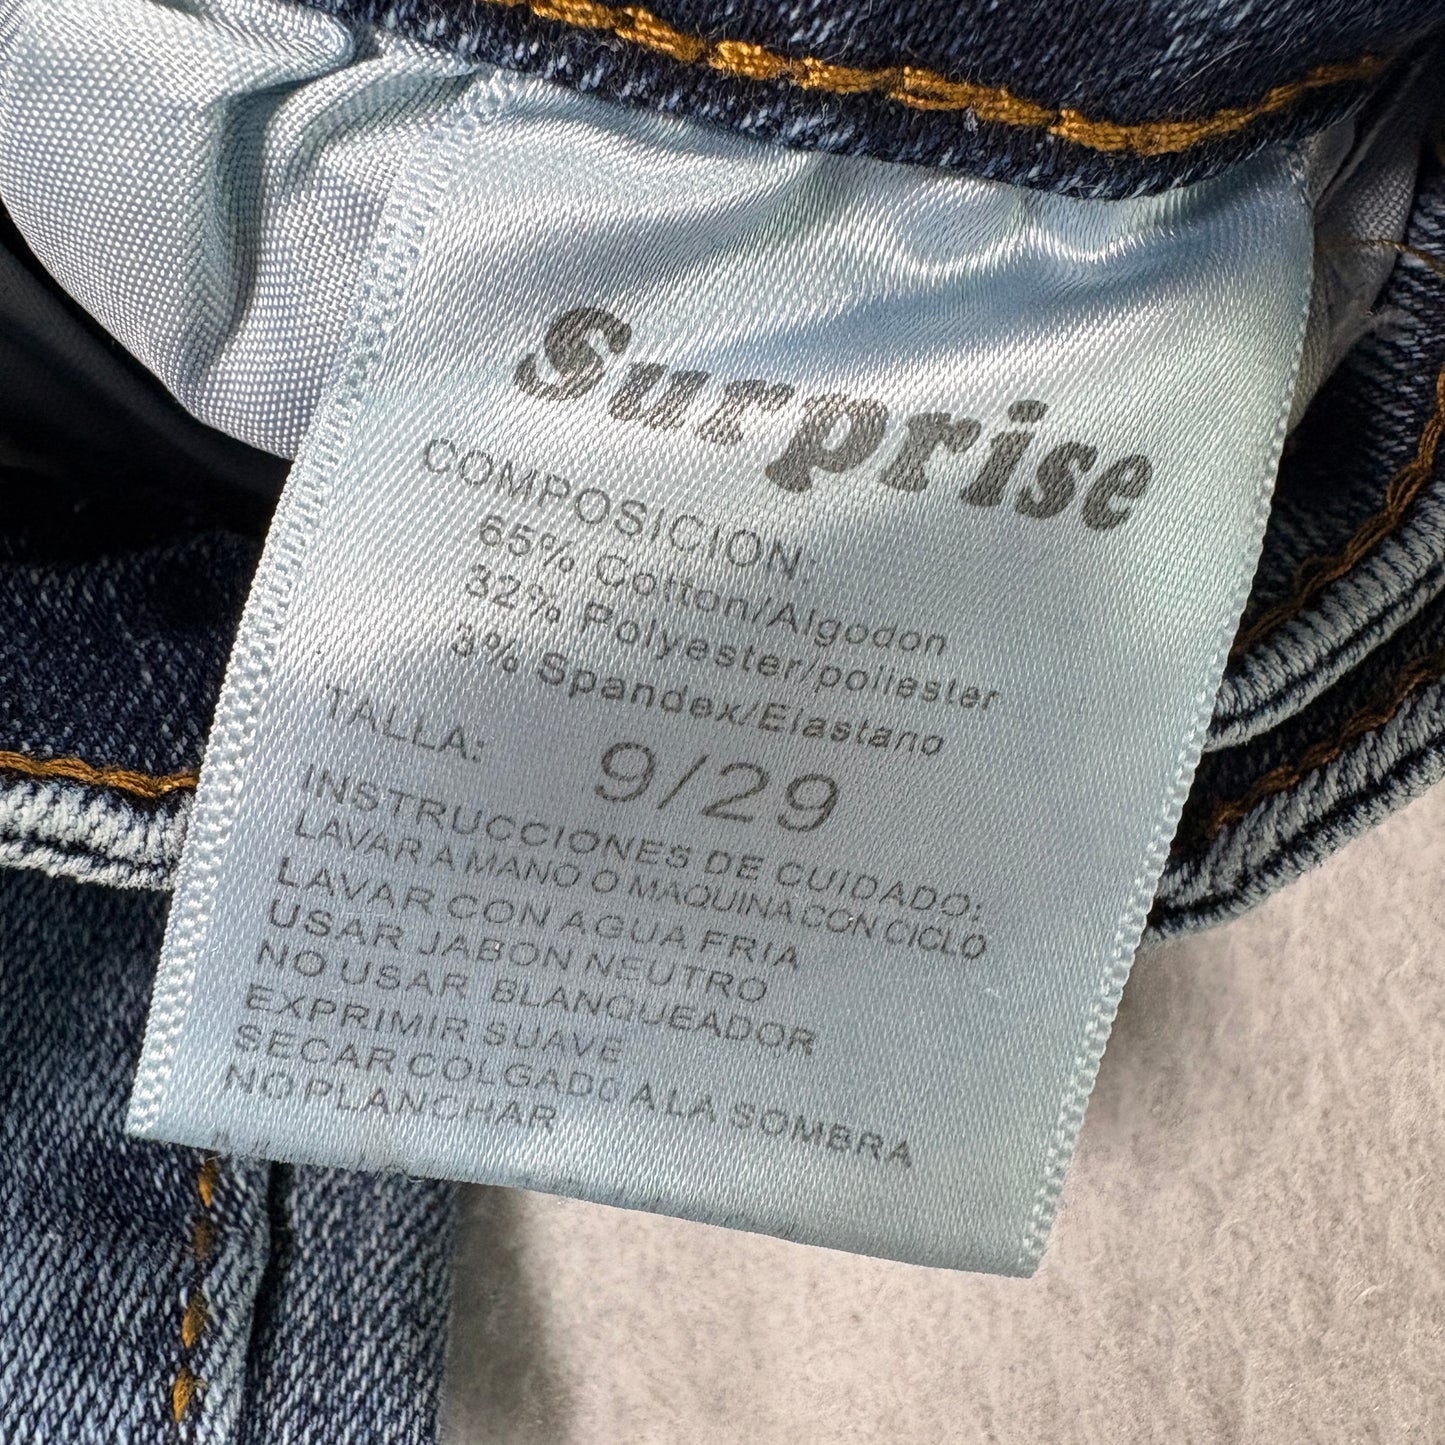 Surprise
COMPOSICION.
65% Cotton/Algodon
32% Polyester/poliester
3% Spandex/Elastano
TALLA: 9/29
INSTRUCCIONES DE CUIDADO:
LAVAR A MANO O MAQUINA CON CICLO
LAVAR CON AGUA FRIA
USAR JABON NEUTRO
NO USAR BLANQUEADOR
EXPRIMIR SUAVE
SECAR COLGADO A LA SOMBRA
NO PLANCHAR